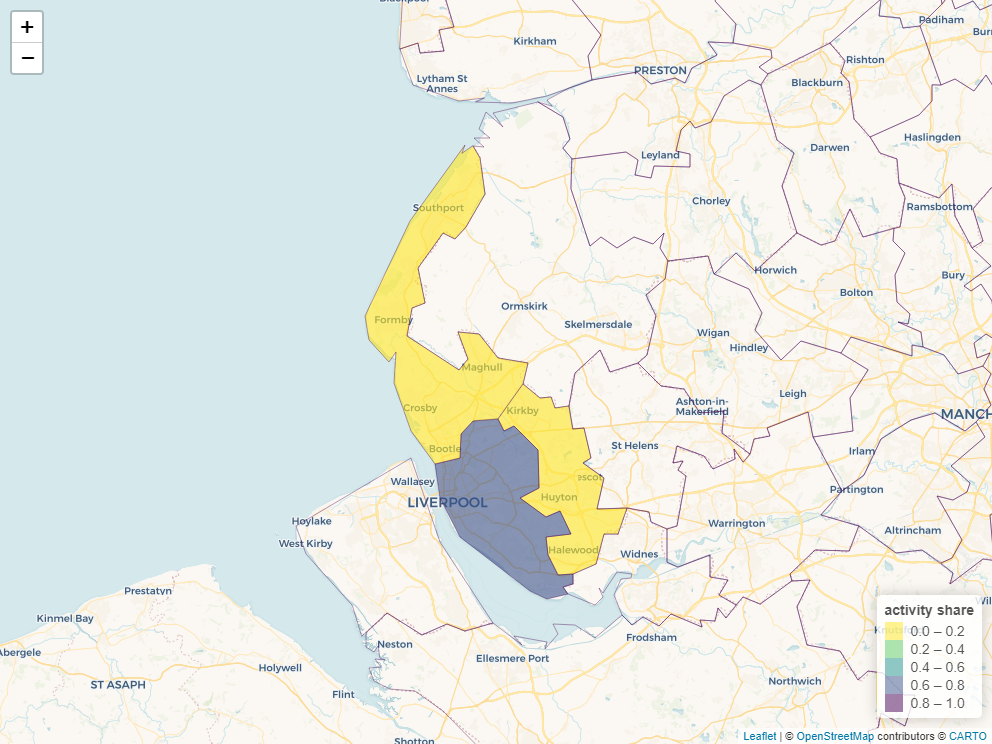 +
−
Kirkham
Padiham
Rishton
PRESTON
Lytham St
Annes
Blackburn
Haslingden
Darwen
Leyland
Chorley
Ramsbottom
Southport
Horwich
Bury
Bolton
Ormskirk
Formby
Skelmersdale
Wigan
Hindley
Maghull
Leigh
Ashton-in-
Makerfield
Crosby
Kirkby
MANCH
Bootle
St Helens
Irlam
Wallasey
escot
Partington
LIVERPOOL
Huyton
Hoylake
Warrington
Altrincham
West Kirby
Halewood
Widnes
Prestatyn
Kinmel Bay
Frodsham
Neston
Abergele
Ellesmere Port
Holywell
ST ASAPH
Northwich
Flint
Shotton
activity share
0.0 – 0.2
0.2 – 0.4
0.4 – 0.6
0.6 – 0.8
0.8 – 1.0
Leaflet | © OpenStreetMap contributors © CARTO